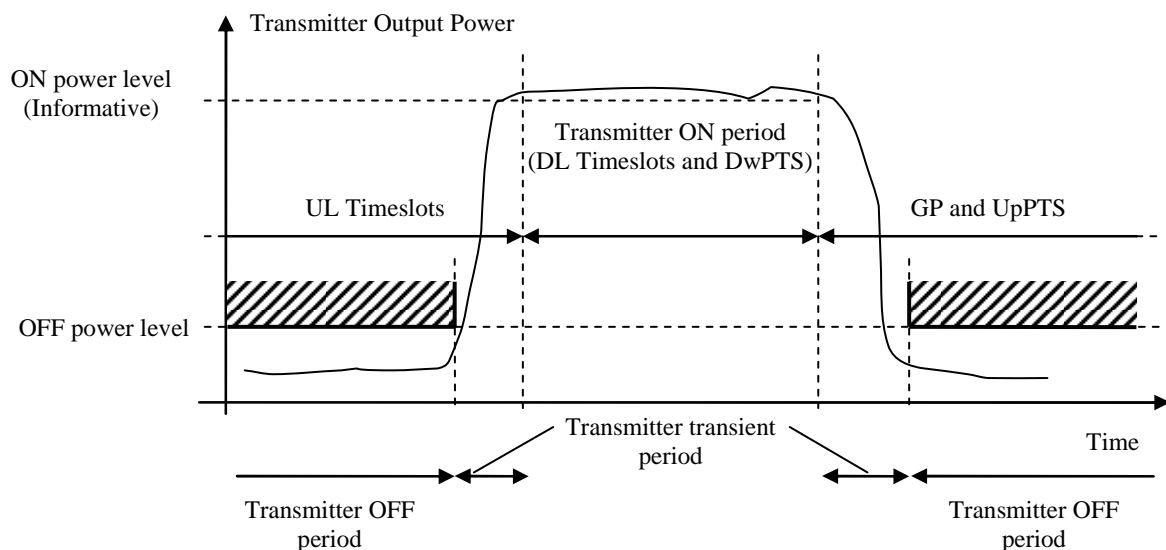 Transmitter Output Power
ON power level
(Informative)
Transmitter ON period
(DL Timeslots and DwPTS)
UL Timeslots
GP and UpPTS
OFF power level
Transmitter transient
period
Time
Transmitter OFF
period
Transmitter OFF
period